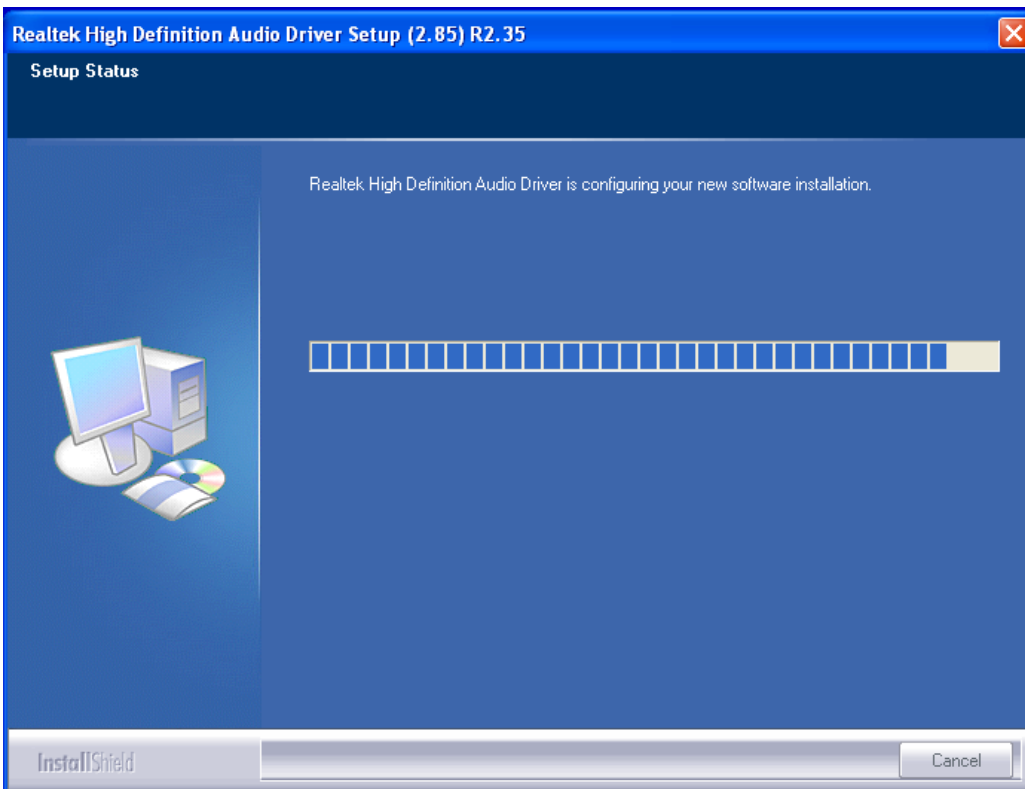 Realtek High Definition Audio Driver Setup (2.85) R2.35
Setup Status
Realtek High Definition Audio Driver is configuring your new software installation.
InstallShield
Cancel